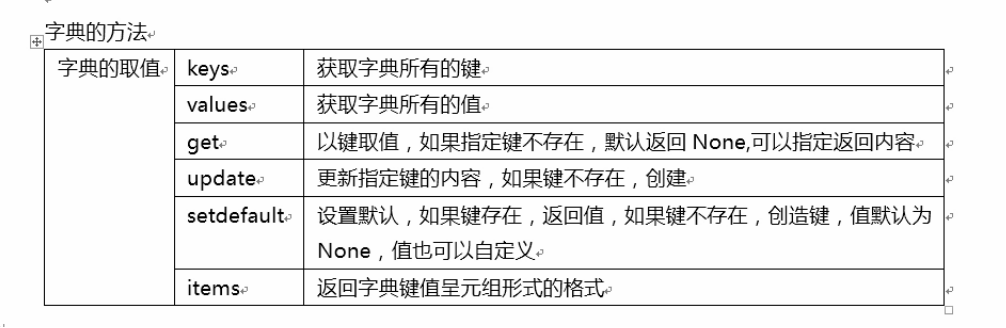 字典的方法
字典的取值 keys 获取字典所有的键
values 获取字典所有的值
get 以键取值，如果指定键不存在，默认返回 None,可以指定返回内容
update 更新指定键的内容，如果键不存在，创建
setdefault 设置默认，如果键存在，返回值，如果键不存在，创造键，值默认为
None，值也可以自定义
items 返回字典键值呈元组形式的格式